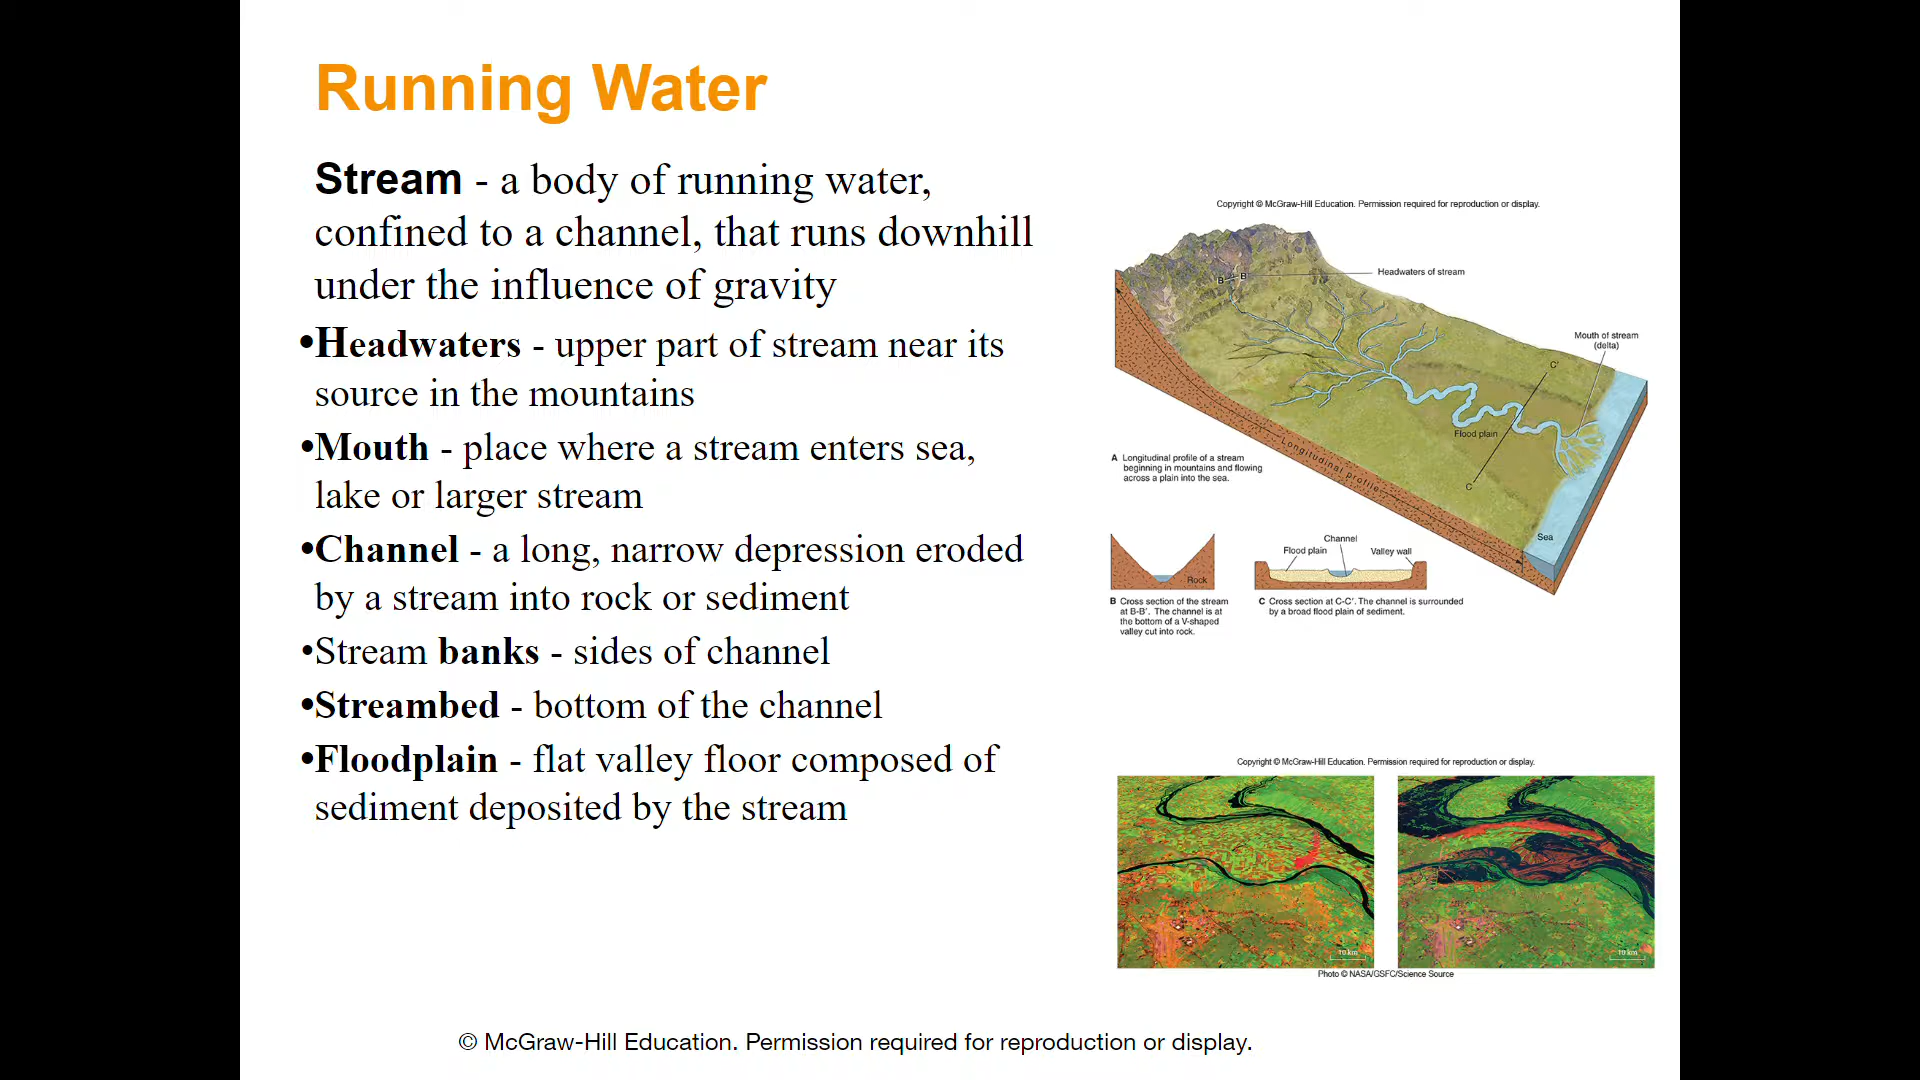 Running Water
Stream - a body of running water,
confined to a channel, that runs downhill
under the influence of gravity
•Headwaters - upper part of stream near its
source in the mountains
•Mouth - place where a stream enters sea,
lake or larger stream
•Channel - a long, narrow depression eroded
by a stream into rock or sediment
•Stream banks - sides of channel
•Streambed - bottom of the channel
•Floodplain - flat valley floor composed of
sediment deposited by the stream
Copyright © McGraw-Hill Education. Permission required for reproduction or display.
B B'
Headwaters of stream
Mouth of stream
(delta)
C'
Flood plain
C
Longitudinal profile
Sea
A Longitudinal profile of a stream
beginning in mountains and flowing
across a plain into the sea.
Rock
B Cross section of the stream
at B-B'. The channel is at
the bottom of a V-shaped
valley cut into rock.
Channel
Flood plain
Valley wall
C Cross section at C-C'. The channel is surrounded
by a broad flood plain of sediment.
Copyright © McGraw-Hill Education. Permission required for reproduction or display.
10 km
10 km
Photo © NASA/GSFC/Science Source
© McGraw-Hill Education. Permission required for reproduction or display.